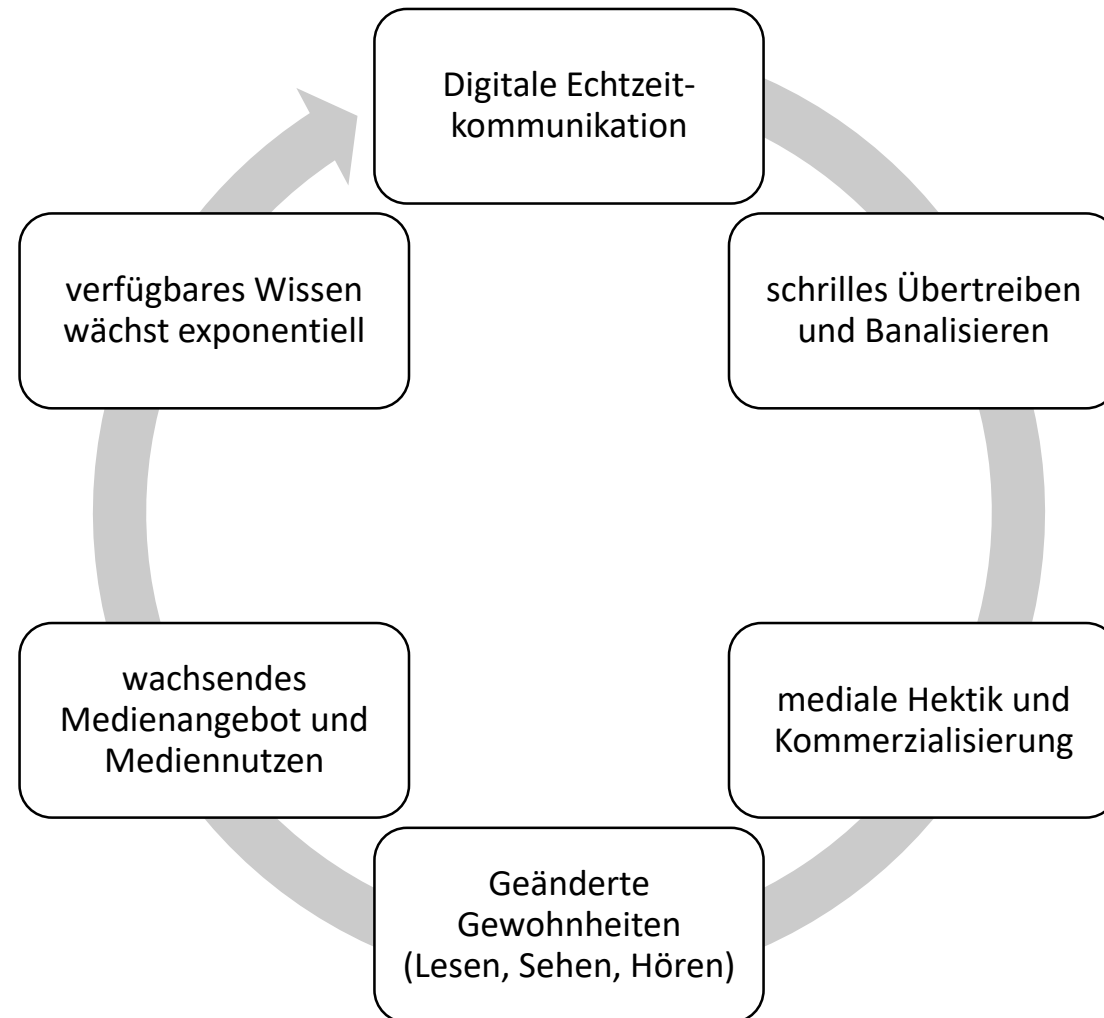 Digitale Echtzeit-
kommunikation
schrilles Übertreiben
und Banalisieren
mediale Hektik und
Kommerzialisierung
Geänderte
Gewohnheiten
(Lesen, Sehen, Hören)
wachsendes
Medienangebot und
Mediennutzen
verfügbares Wissen
wächst exponentiell